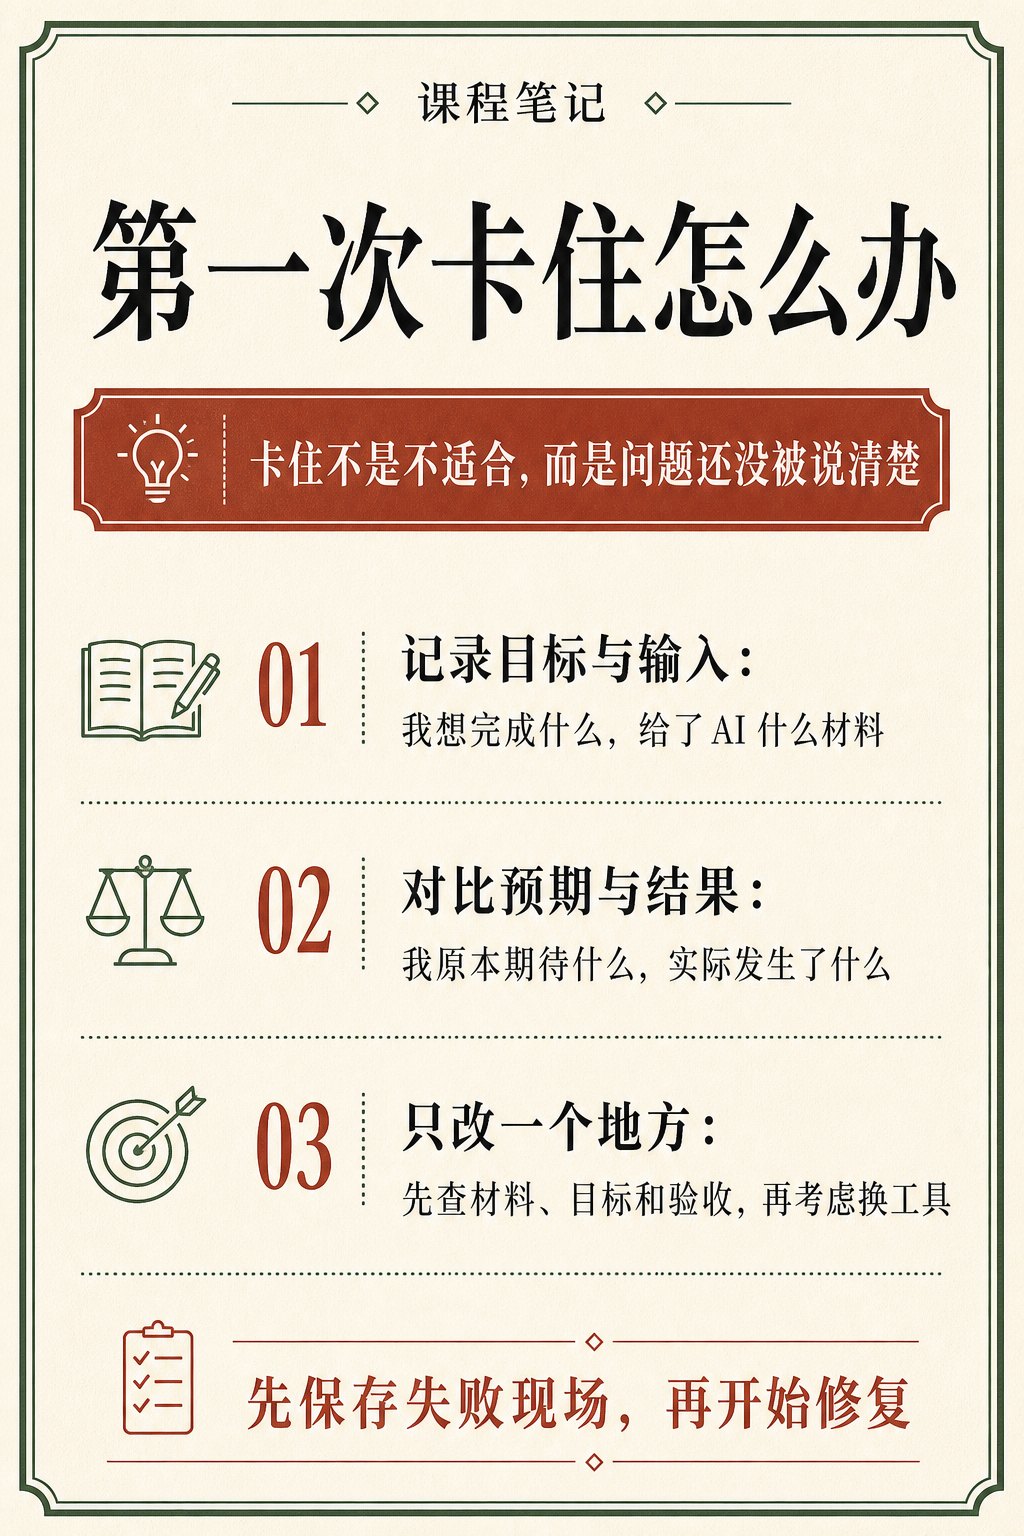 课程笔记
第一次卡住怎么办
卡住不是不适合，而是问题还没被说清楚
01
记录目标与输入：
我想完成什么，给了 AI 什么材料
02
对比预期与结果：
我原本期待什么，实际发生了什么
03
只改一个地方：
先查材料、目标和验收，再考虑换工具
先保存失败现场，再开始修复